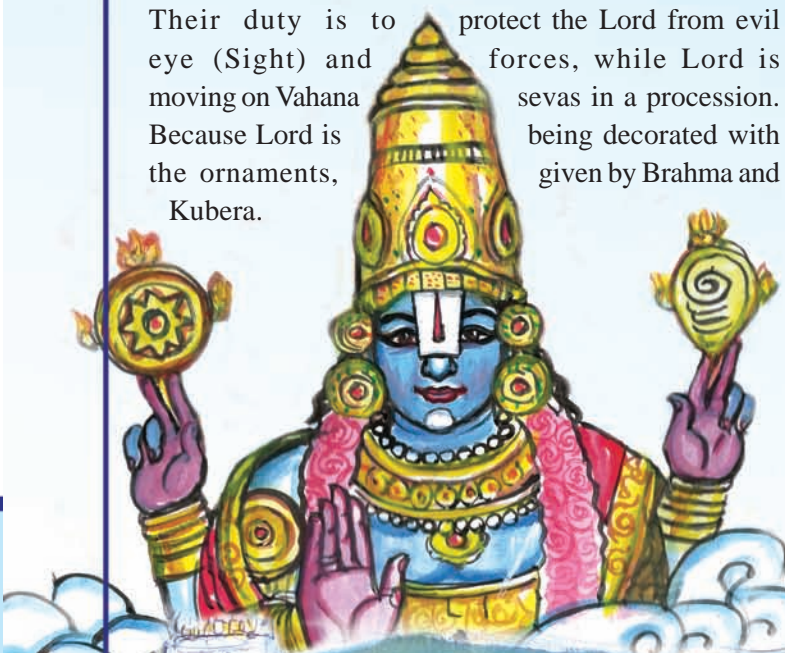 Their duty is to protect the Lord from evil
eye (Sight) and forces, while Lord is
moving on Vahana sevas in a procession.
Because Lord is being decorated with
the ornaments, given by Brahma and
Kubera.